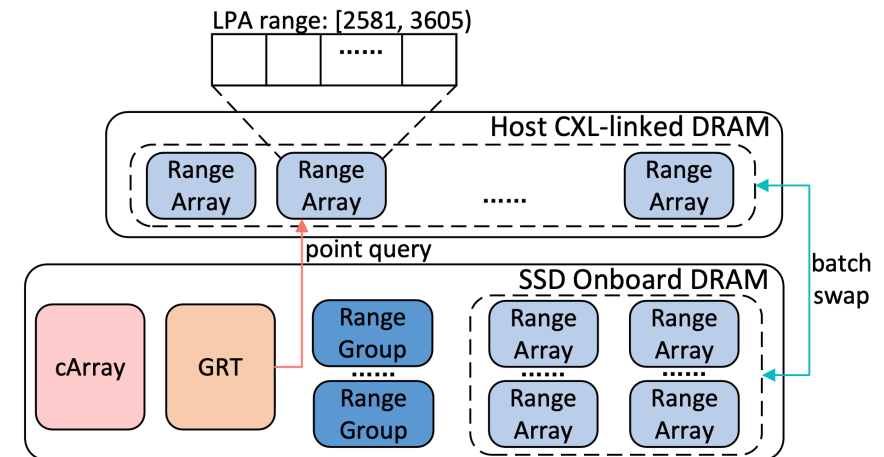 LPA range: [2581, 3605)
......
Host CXL-linked DRAM
Range
Array
Range
Array
......
Range
Array
point query
batch
swap
SSD Onboard DRAM
cArray
GRT
Range
Group
......
Range
Group
Range
Array
......
Range
Array
Range
Array
......
Range
Array